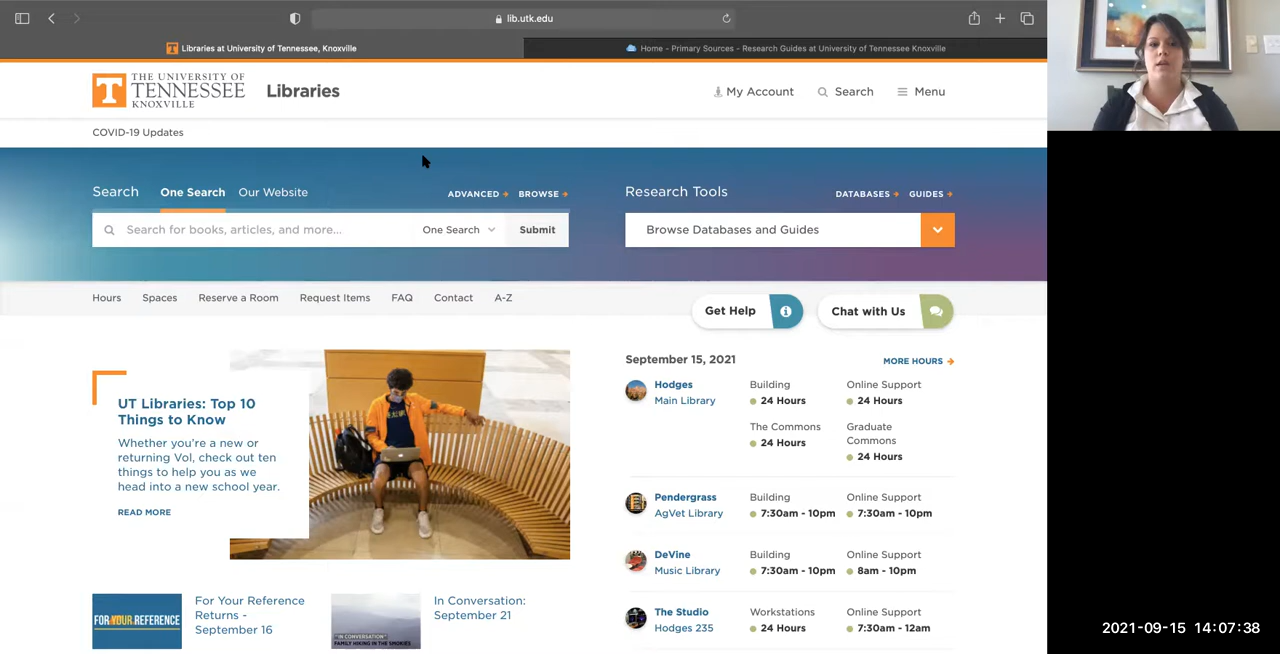 lib.utk.edu
Libraries at University of Tennessee, Knoxville
Home - Primary Sources - Research Guides at University of Tennessee Knoxville
T
THE UNIVERSITY OF
TENNESSEE
KNOXVILLE
Libraries
My Account
Search
Menu
COVID-19 Updates
Search
One Search
Our Website
ADVANCED
BROWSE
Search for books, articles, and more...
One Search
Submit
Research Tools
DATABASES
GUIDES
Browse Databases and Guides
Hours
Spaces
Reserve a Room
Request Items
FAQ
Contact
A-Z
Get Help
Chat with Us
UT Libraries: Top 10
Things to Know
Whether you're a new or
returning Vol, check out ten
things to help you as we
head into a new school year.
READ MORE
September 15, 2021
MORE HOURS
Hodges
Main Library
Building
24 Hours
Online Support
24 Hours
The Commons
24 Hours
Graduate
Commons
24 Hours
Pendergrass
AgVet Library
Building
7:30am - 10pm
Online Support
7:30am - 10pm
DeVine
Music Library
Building
7:30am - 10pm
Online Support
8am - 10pm
The Studio
Hodges 235
Workstations
24 Hours
Online Support
7:30am - 12am
FOR YOUR REFERENCE
For Your Reference
Returns -
September 16
"IN CONVERSATION"
FAMILY HIKING IN THE SMOKIES
In Conversation:
September 21
2021-09-15 14:07:38